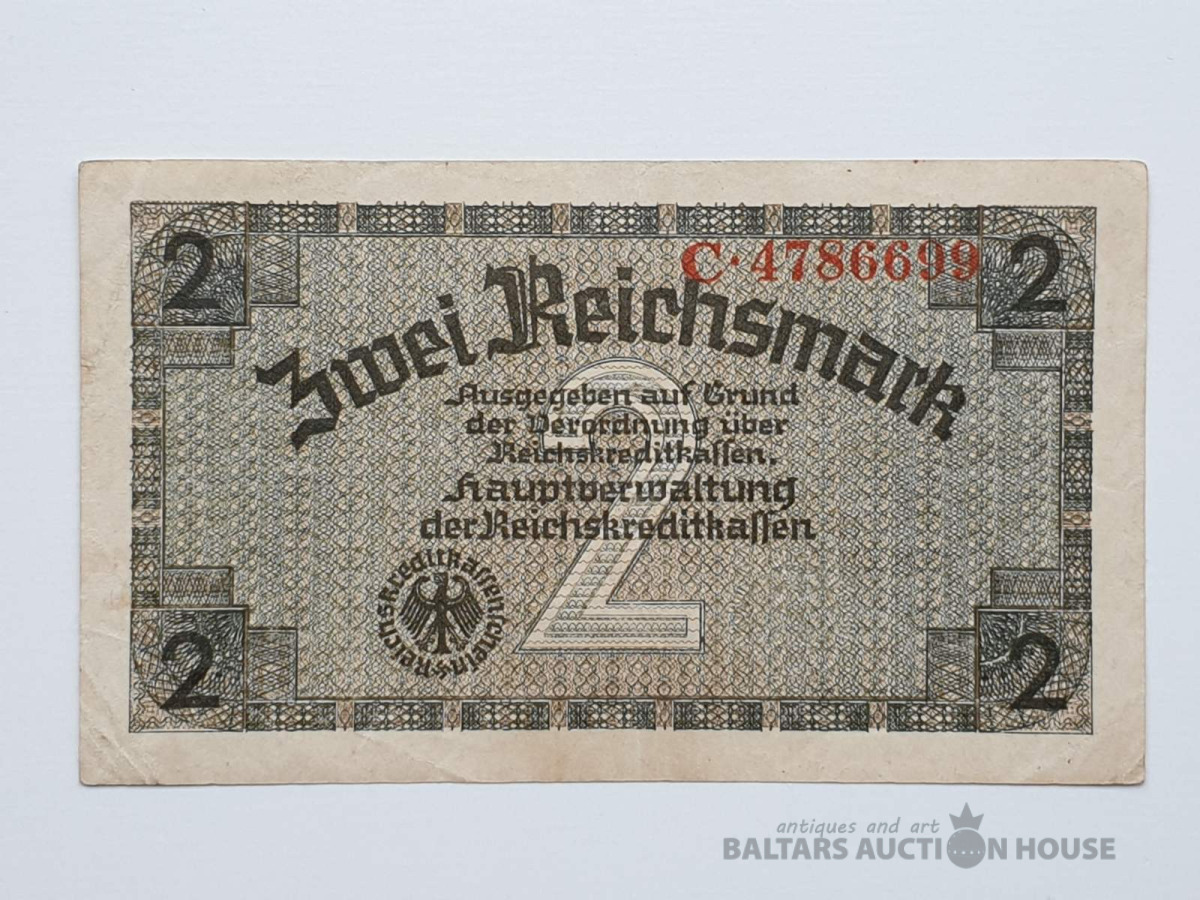 2 2
C·4786699
Zwei Reichsmark
2
Ausgegeben auf Grund
der Verordnung über
Reichskreditkassen.
Hauptverwaltung
der Reichskreditkassen
Reichskreditkassenschein
2 2
antiques and art
BALTARS AUCTION HOUSE